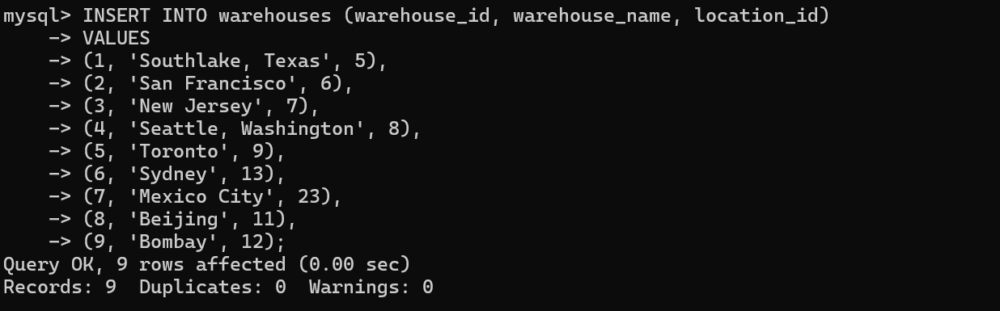 mysql> INSERT INTO warehouses (warehouse_id, warehouse_name, location_id)
    -> VALUES
    -> (1, 'Southlake, Texas', 5),
    -> (2, 'San Francisco', 6),
    -> (3, 'New Jersey', 7),
    -> (4, 'Seattle, Washington', 8),
    -> (5, 'Toronto', 9),
    -> (6, 'Sydney', 13),
    -> (7, 'Mexico City', 23),
    -> (8, 'Beijing', 11),
    -> (9, 'Bombay', 12);
Query OK, 9 rows affected (0.00 sec)
Records: 9  Duplicates: 0  Warnings: 0